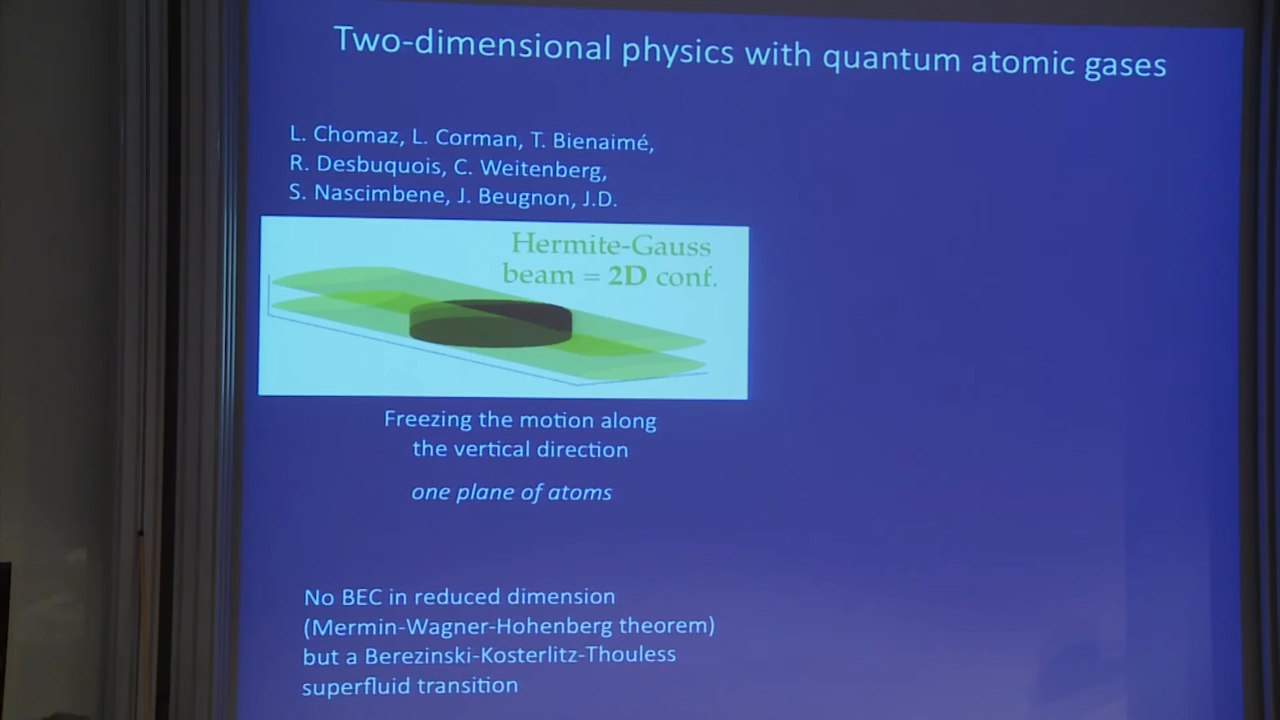 Two-dimensional physics with quantum atomic gases
L. Chomaz, L. Corman, T. Bienaimé,
R. Desbuquois, C. Weitenberg,
S. Nascimbene, J. Beugnon, J.D.
Hermite-Gauss
beam = 2D conf.
Freezing the motion along
the vertical direction
one plane of atoms
No BEC in reduced dimension
(Mermin-Wagner-Hohenberg theorem)
but a Berezinski-Kosterlitz-Thouless
superfluid transition